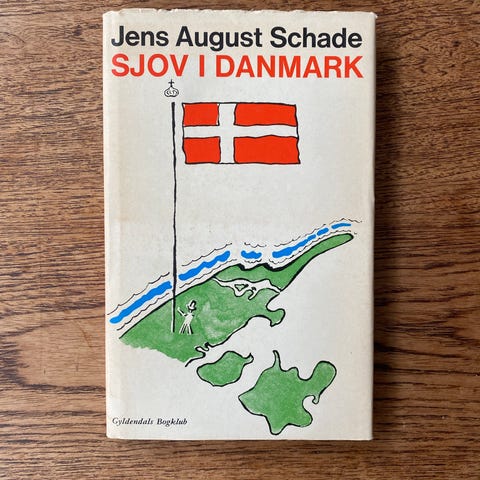 Jens August Schade
SJOV I DANMARK
Gyldendals Bogklub